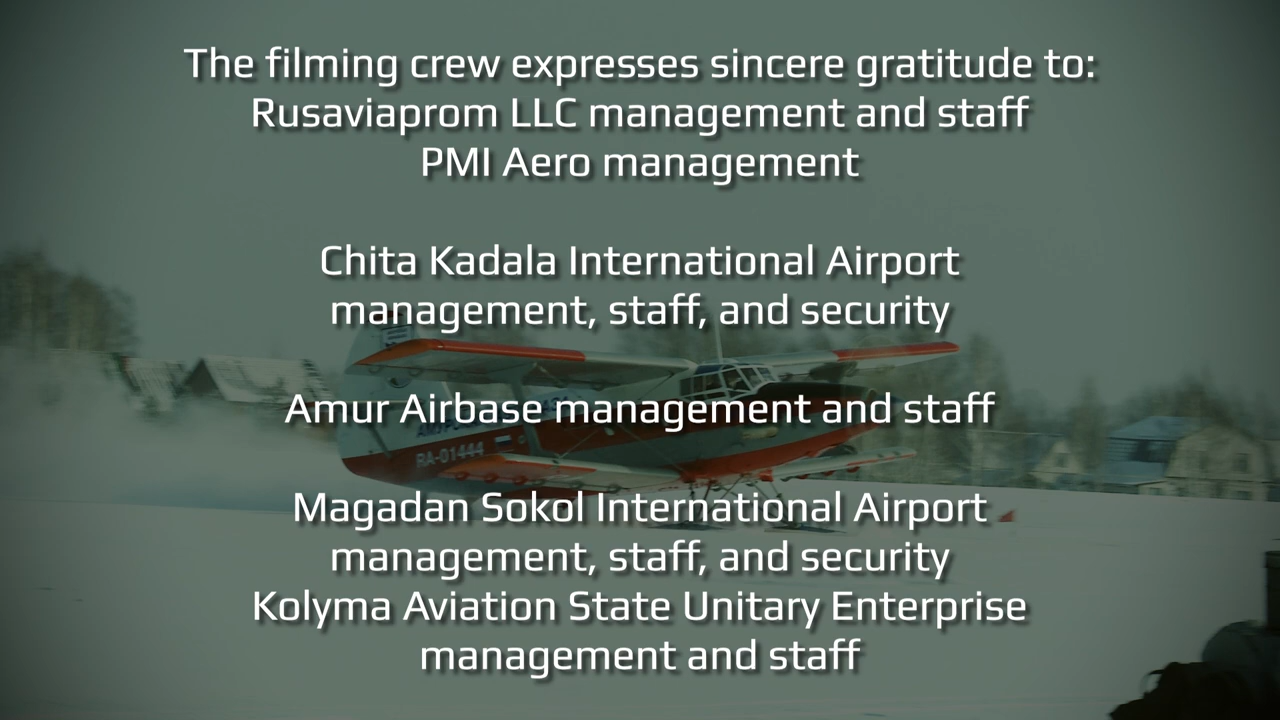 The filming crew expresses sincere gratitude to:
Rusaviaprom LLC management and staff
PMI Aero management
Chita Kadala International Airport
management, staff, and security
Amur Airbase management and staff
RA-01444
Magadan Sokol International Airport
management, staff, and security
Kolyma Aviation State Unitary Enterprise
management and staff